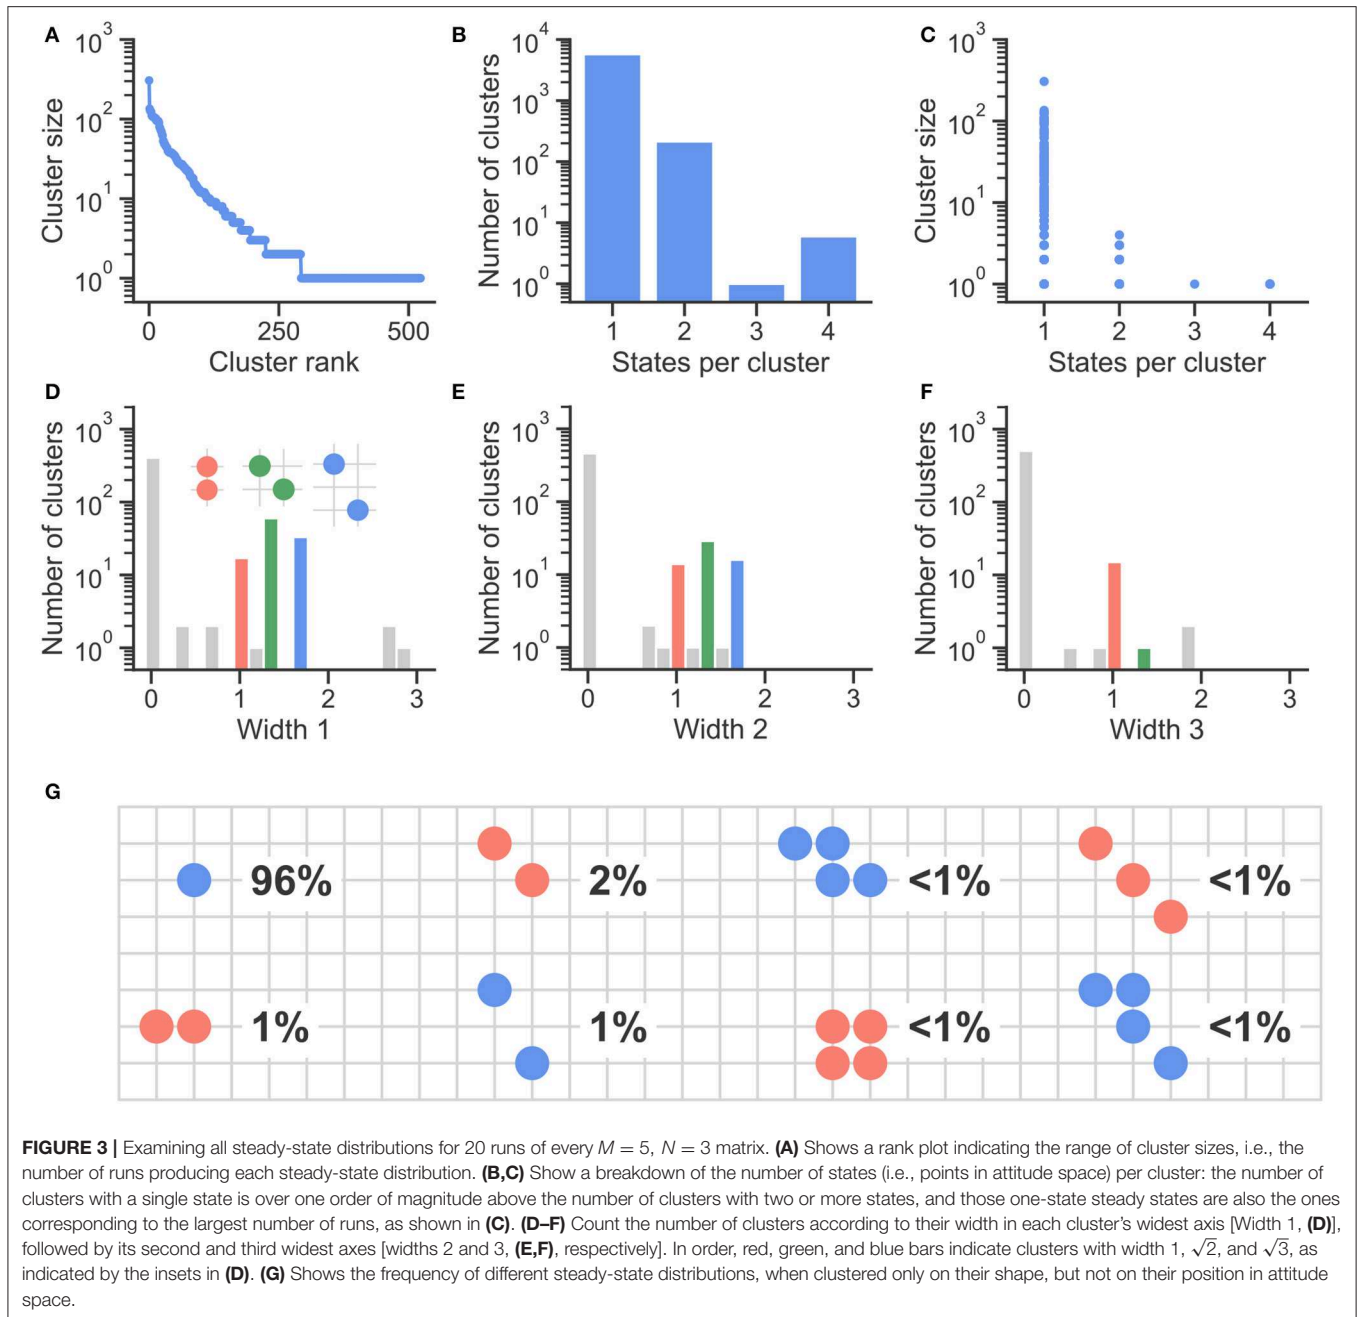 A
10^3
10^2
10^1
10^0
Cluster size
0 250 500
Cluster rank
B
10^4
10^3
10^2
10^1
10^0
Number of clusters
1 2 3 4
States per cluster
C
10^3
10^2
10^1
10^0
Cluster size
1 2 3 4
States per cluster
D
10^3
10^2
10^1
10^0
Number of clusters
0 1 2 3
Width 1
E
10^3
10^2
10^1
10^0
Number of clusters
0 1 2 3
Width 2
F
10^3
10^2
10^1
10^0
Number of clusters
0 1 2 3
Width 3
G
96% 2% <1% <1%
1% 1% <1% <1%
FIGURE 3 | Examining all steady-state distributions for 20 runs of every M = 5, N = 3 matrix. (A) Shows a rank plot indicating the range of cluster sizes, i.e., the
number of runs producing each steady-state distribution. (B,C) Show a breakdown of the number of states (i.e., points in attitude space) per cluster: the number of
clusters with a single state is over one order of magnitude above the number of clusters with two or more states, and those one-state steady states are also the ones
corresponding to the largest number of runs, as shown in (C). (D–F) Count the number of clusters according to their width in each cluster's widest axis [Width 1, (D)],
followed by its second and third widest axes [widths 2 and 3, (E,F), respectively]. In order, red, green, and blue bars indicate clusters with width 1, √2, and √3, as
indicated by the insets in (D). (G) Shows the frequency of different steady-state distributions, when clustered only on their shape, but not on their position in attitude
space.